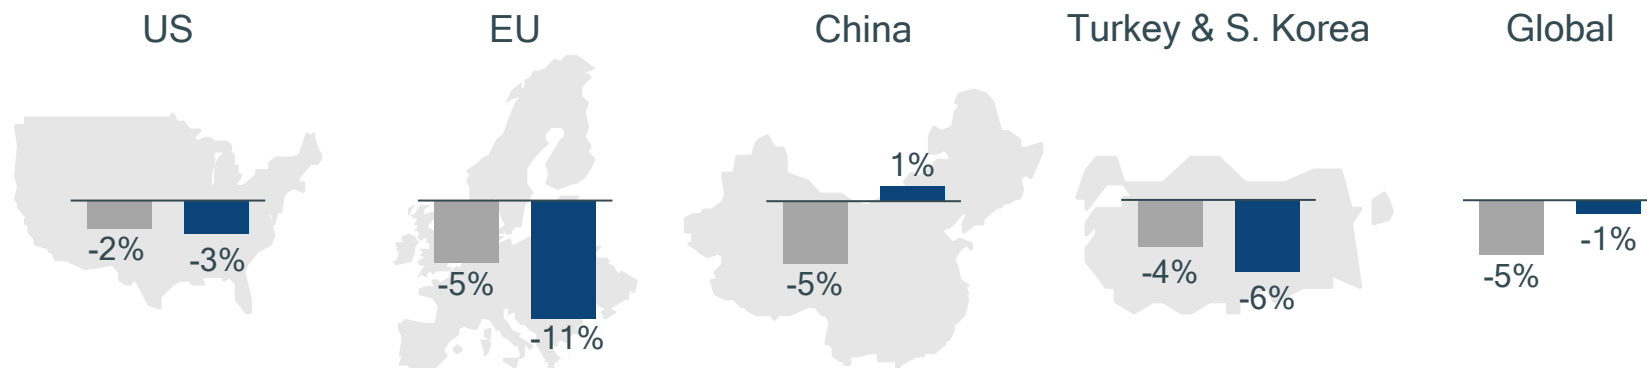 US
EU
China
Turkey & S. Korea
Global
-2%
-3%
-5%
-11%
-5%
1%
-4%
-6%
-5%
-1%